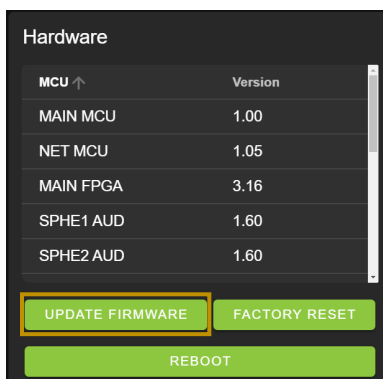 Hardware
MCU Version
MAIN MCU 1.00
NET MCU 1.05
MAIN FPGA 3.16
SPHE1 AUD 1.60
SPHE2 AUD 1.60
UPDATE FIRMWARE FACTORY RESET
REBOOT